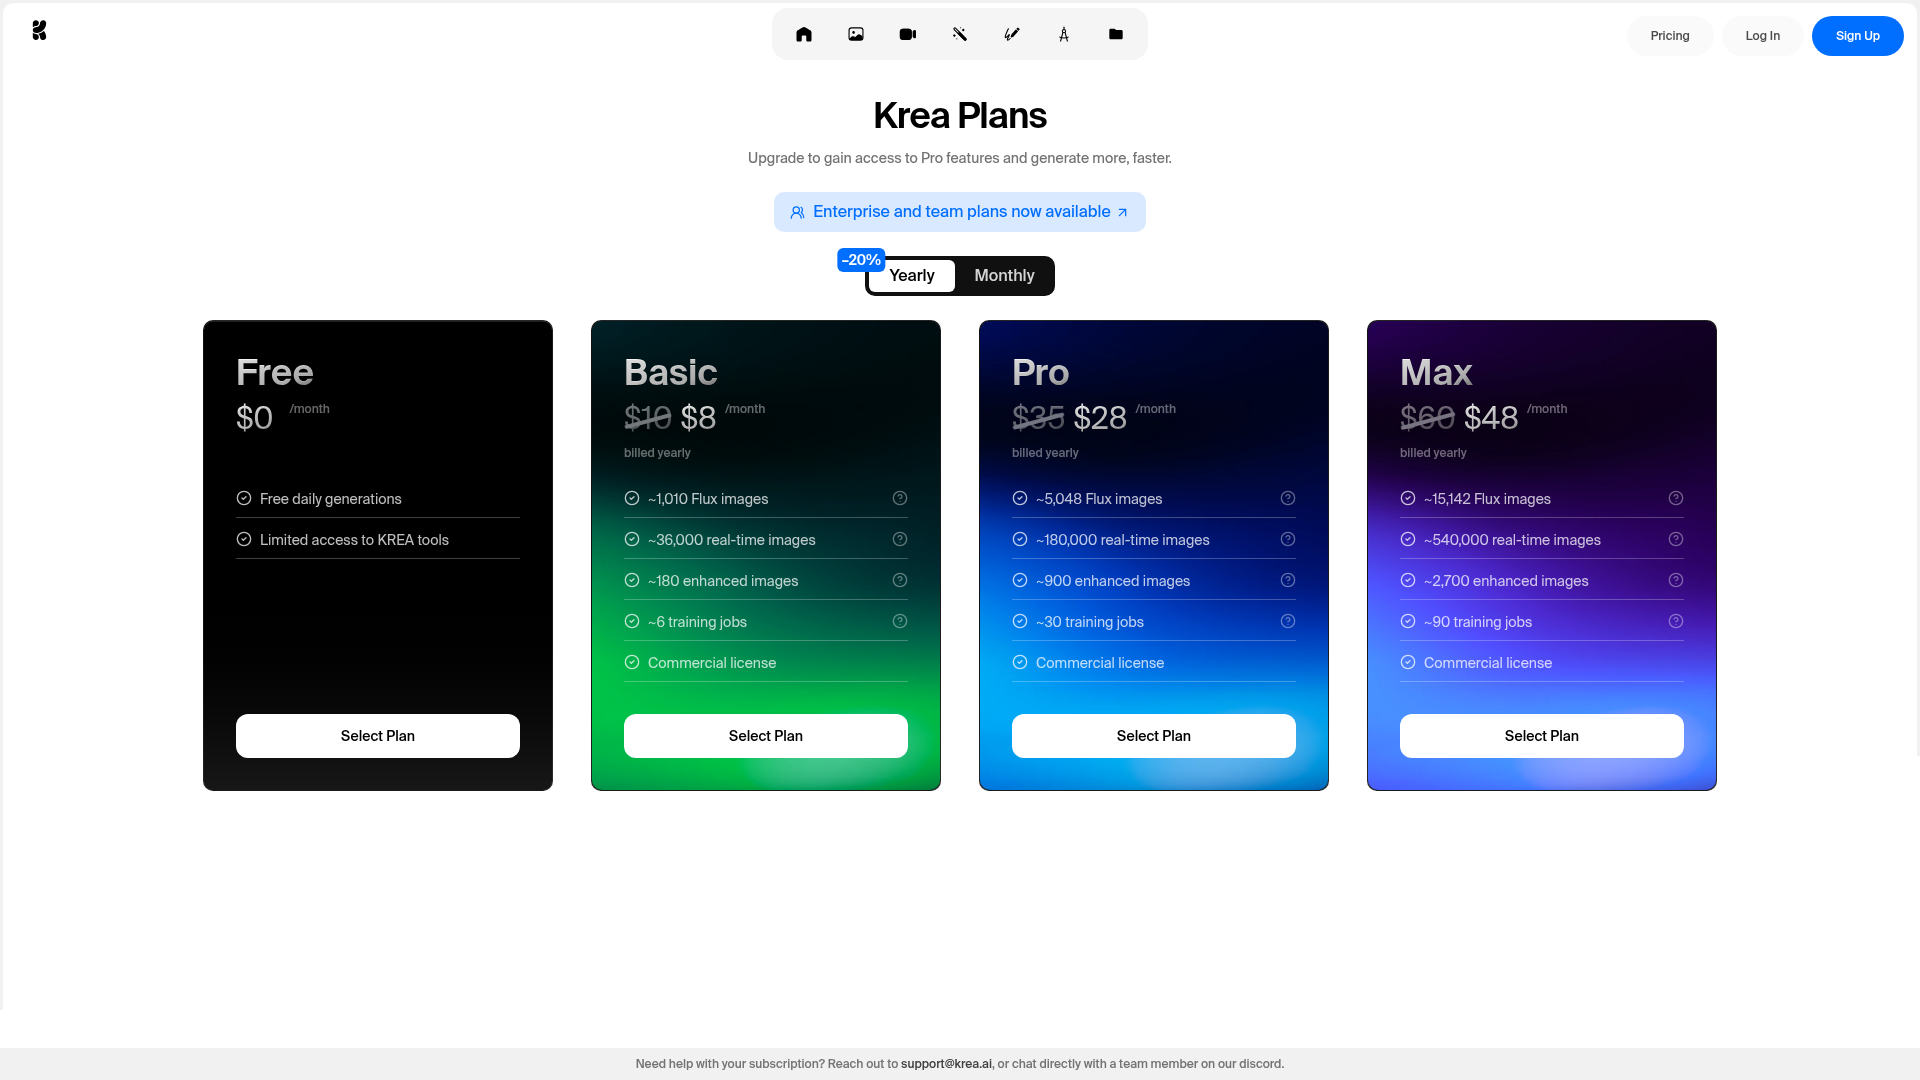 Pricing
Log In
Sign Up
Krea Plans
Upgrade to gain access to Pro features and generate more, faster.
Enterprise and team plans now available
-20%
Yearly
Monthly
Free
$0 /month
Free daily generations
Limited access to KREA tools
Select Plan
Basic
$10 $8 /month
billed yearly
~1,010 Flux images
~36,000 real-time images
~180 enhanced images
~6 training jobs
Commercial license
Select Plan
Pro
$35 $28 /month
billed yearly
~5,048 Flux images
~180,000 real-time images
~900 enhanced images
~30 training jobs
Commercial license
Select Plan
Max
$60 $48 /month
billed yearly
~15,142 Flux images
~540,000 real-time images
~2,700 enhanced images
~90 training jobs
Commercial license
Select Plan
Need help with your subscription? Reach out to support@krea.ai, or chat directly with a team member on our discord.